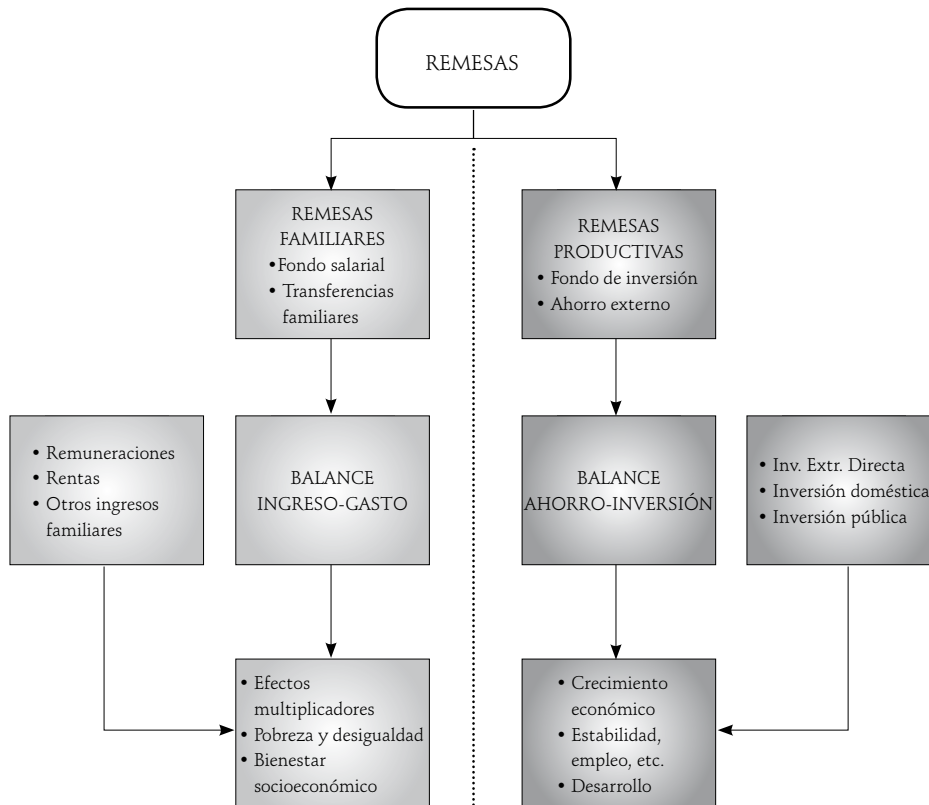 REMESAS
REMESAS
FAMILIARES
•Fondo salarial
• Transferencias
familiares
REMESAS
PRODUCTIVAS
• Fondo de inversión
• Ahorro externo
• Remuneraciones
• Rentas
• Otros ingresos
familiares
BALANCE
INGRESO-GASTO
BALANCE
AHORRO-INVERSIÓN
• Inv. Extr. Directa
• Inversión doméstica
• Inversión pública
• Efectos
multiplicadores
• Pobreza y desigualdad
• Bienestar
socioeconómico
• Crecimiento
económico
• Estabilidad,
empleo, etc.
• Desarrollo